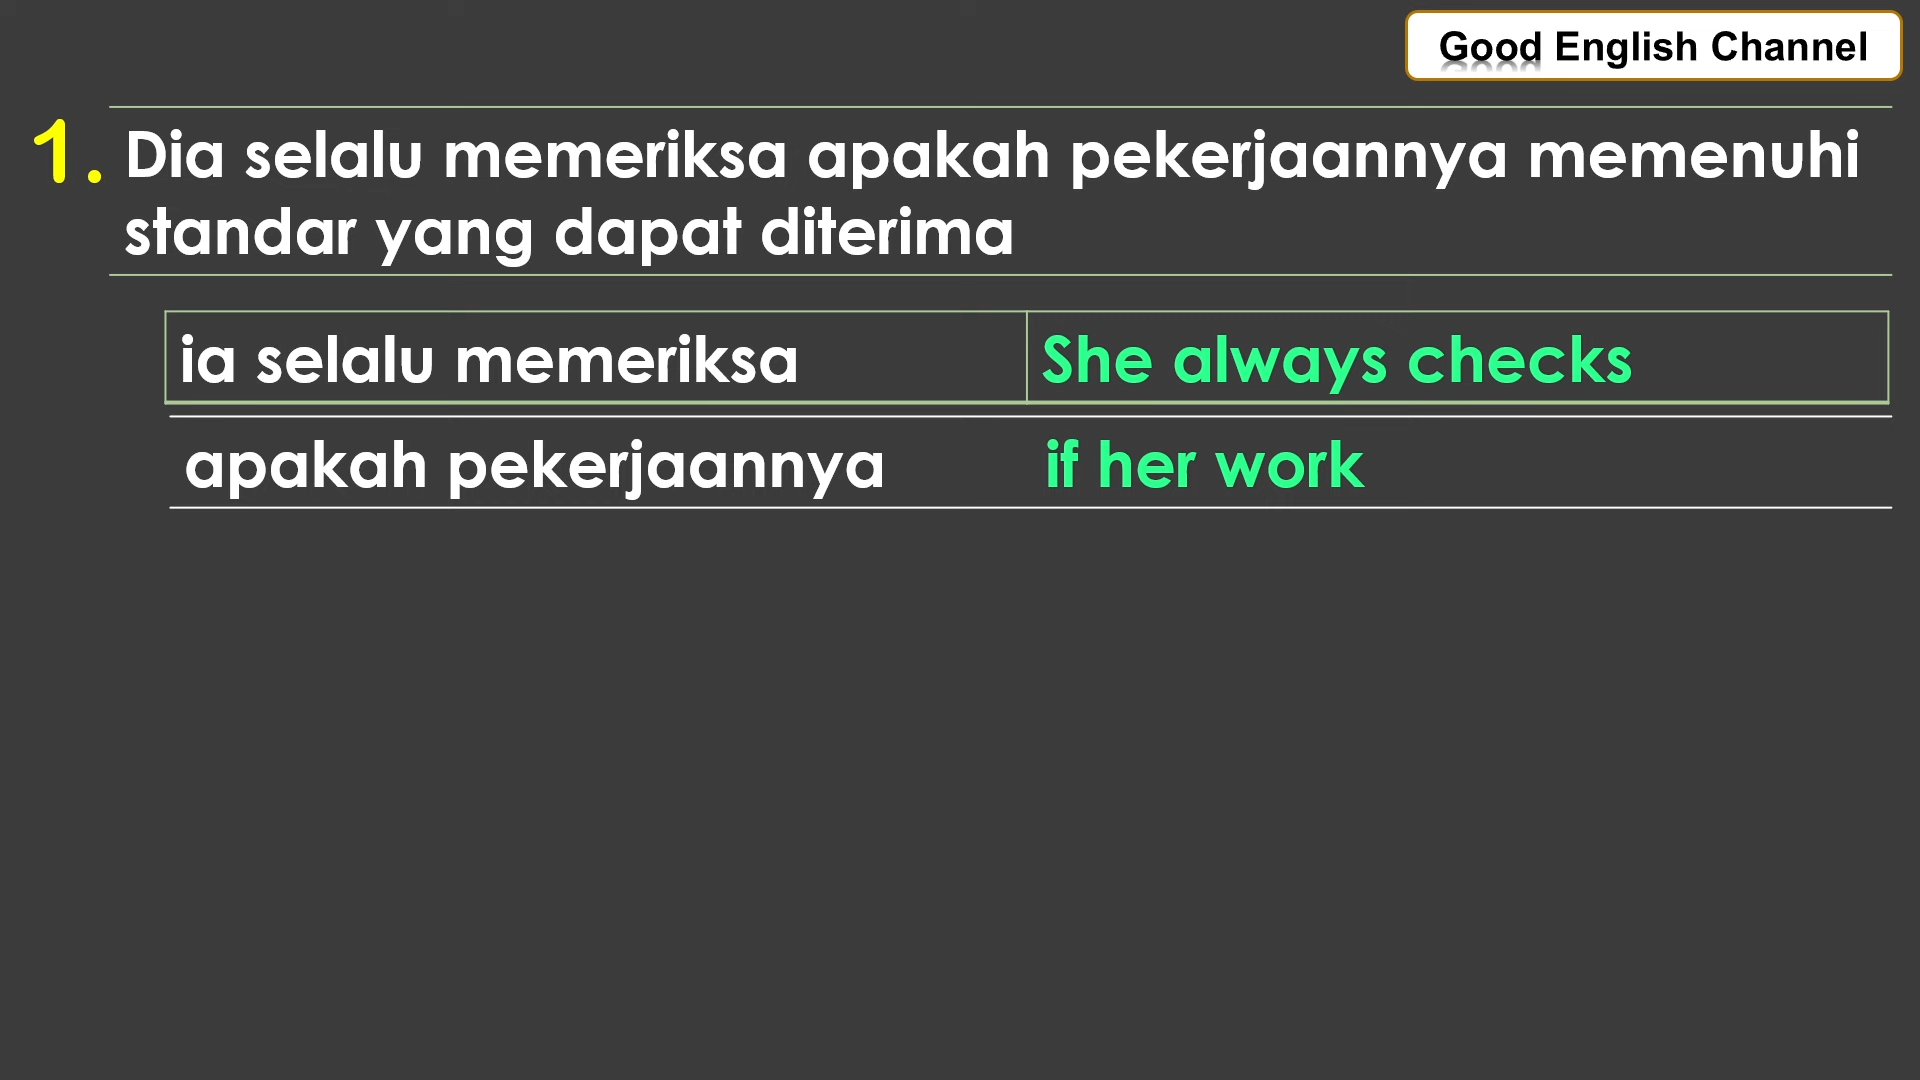 Good English Channel
1. Dia selalu memeriksa apakah pekerjaannya memenuhi
standar yang dapat diterima
ia selalu memeriksa She always checks
apakah pekerjaannya if her work